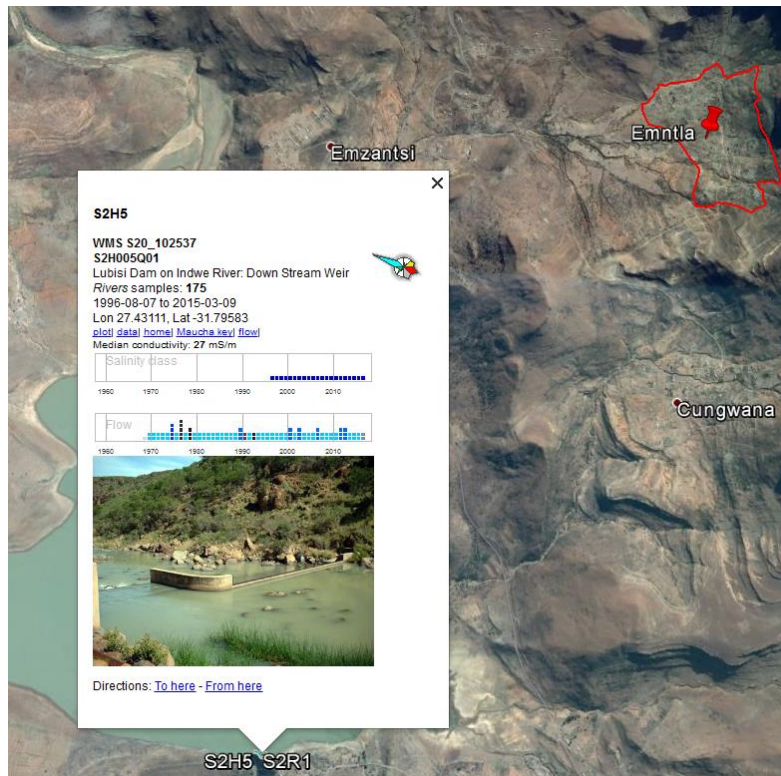 Emntla
Emzantsi
S2H5
WMS S20_102537
S2H005Q01
Lubisi Dam on Indwe River: Down Stream Weir
Rivers samples: 175
1996-08-07 to 2015-03-09
Lon 27.43111, Lat -31.79583
plot| data| home| Maucha key| flow|
Median conductivity: 27 mS/m
Salinity class
1960 1970 1980 1990 2000 2010
Flow
1960 1970 1980 1990 2000 2010
Cungwana
Directions: To here - From here
S2H5 S2R1